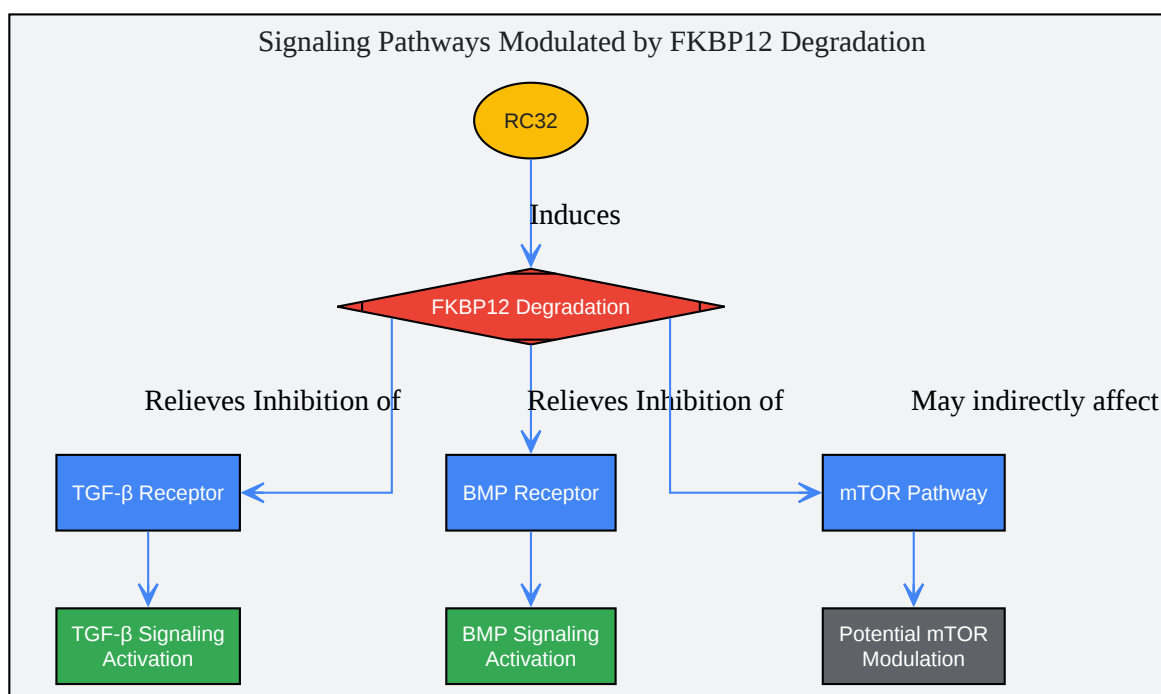 Signaling Pathways Modulated by FKBP12 Degradation
RC32
Induces
FKBP12 Degradation
Relieves Inhibition of
Relieves Inhibition of
May indirectly affect
TGF-β Receptor
BMP Receptor
mTOR Pathway
TGF-β Signaling
Activation
BMP Signaling
Activation
Potential mTOR
Modulation